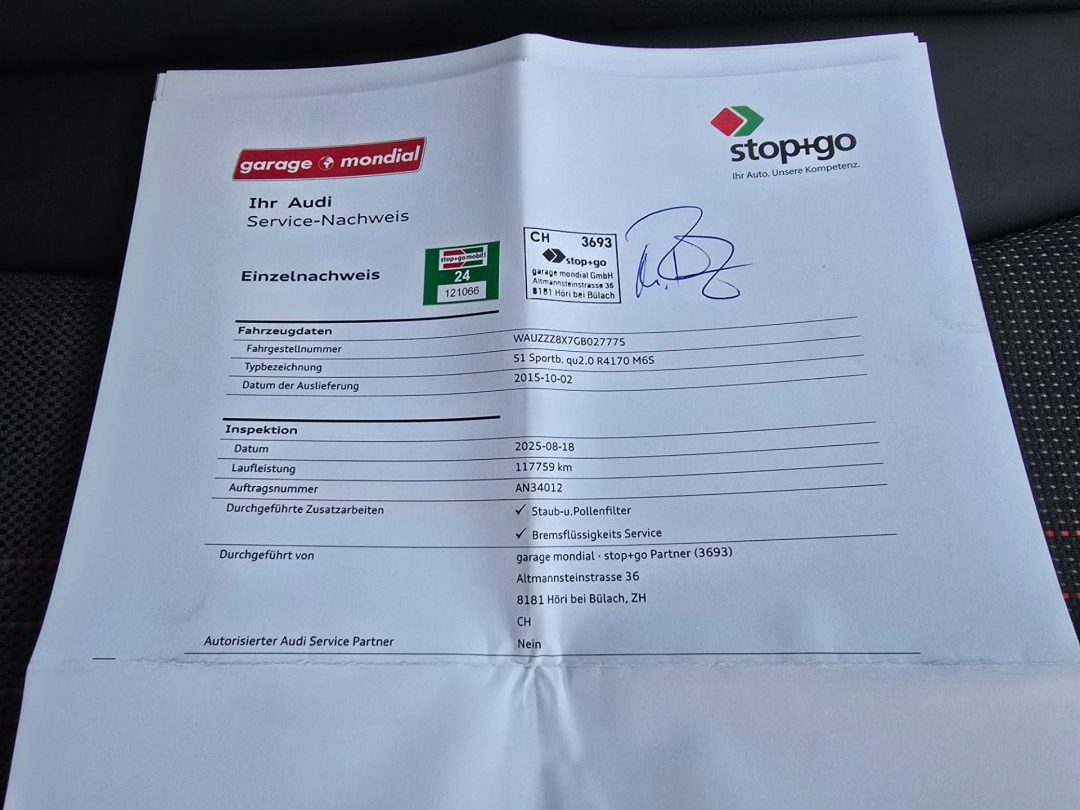 garage mondial
stop+go
Ihr Auto. Unsere Kompetenz.
Ihr Audi
Service-Nachweis
Einzelnachweis
stop+go mobil
24
121066
CH 3693
stop+go
garage mondial GmbH
Altmannsteinstrasse 36
8181 Höri bei Bülach
Fahrzeugdaten
Fahrgestellnummer WAUZZZ8X7GB027775
Typbezeichnung S1 Sportb. qu2.0 R4170 M6S
Datum der Auslieferung 2015-10-02
Inspektion
Datum 2025-08-18
Laufleistung 117759 km
Auftragsnummer AN34012
Durchgeführte Zusatzarbeiten ✓ Staub-u.Pollenfilter
✓ Bremsflüssigkeits Service
Durchgeführt von garage mondial · stop+go Partner (3693)
Altmannsteinstrasse 36
8181 Höri bei Bülach, ZH
CH
Autorisierter Audi Service Partner Nein